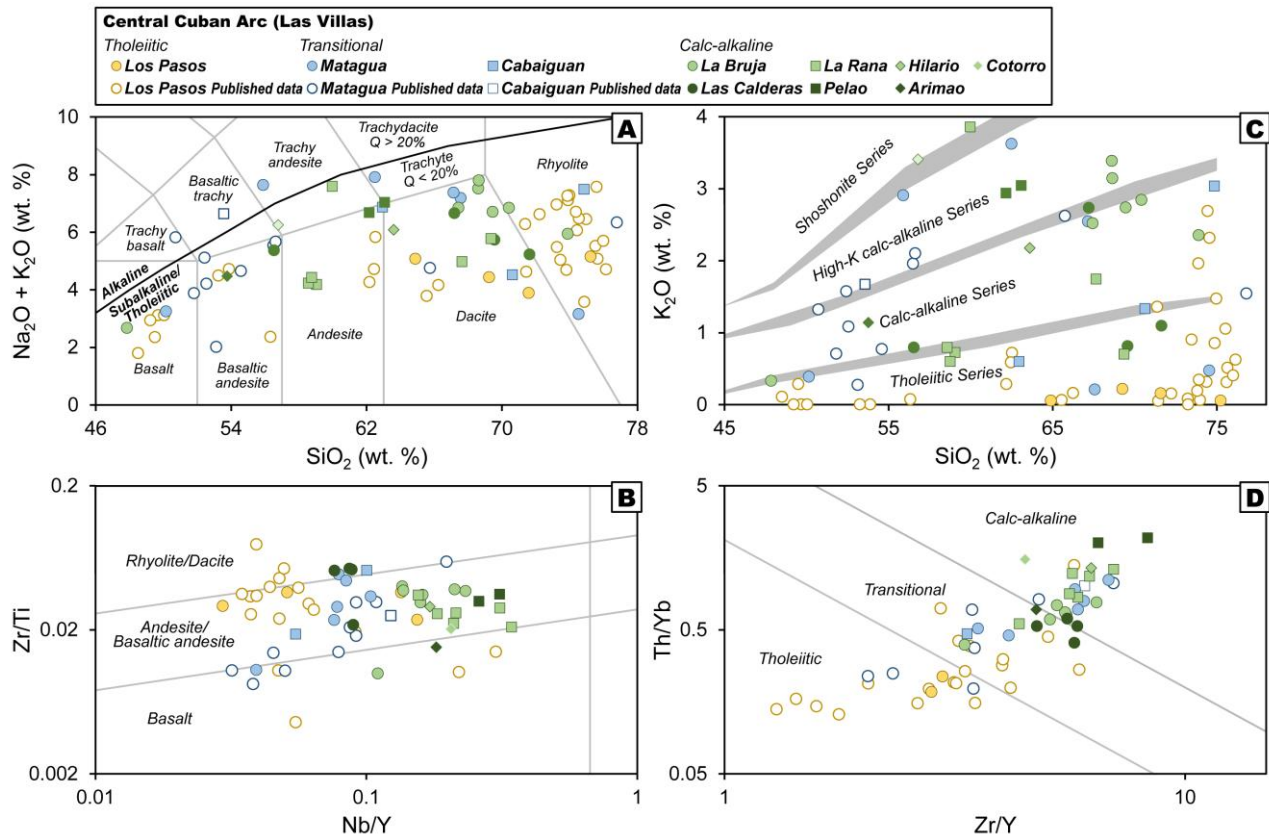 Central Cuban Arc (Las Villas)
Tholeiitic Transitional Calc-alkaline
Los Pasos Matagua Cabaiguan La Bruja La Rana Hilario Cotorro
Los Pasos Published data Matagua Published data Cabaiguan Published data Las Calderas Pelao Arimao
A
Na2O + K2O (wt. %)
10
8
6
4
2
0
Trachydacite
Q > 20%
Trachy
andesite
Trachyte
Q < 20%
Rhyolite
Basaltic
trachy
Trachy
basalt
Alkaline
Subalkaline/
Tholeiitic
Basalt
Basaltic
andesite
Andesite
Dacite
46 54 62 70 78
SiO2 (wt. %)
C
K2O (wt. %)
4
3
2
1
0
Shoshonite Series
High-K calc-alkaline Series
Calc-alkaline Series
Tholeiitic Series
45 55 65 75
SiO2 (wt. %)
B
Zr/Ti
0.2
0.02
0.002
Rhyolite/Dacite
Andesite/
Basaltic andesite
Basalt
0.01 0.1 1
Nb/Y
D
Th/Yb
5
0.5
0.05
Calc-alkaline
Transitional
Tholeiitic
1 10
Zr/Y